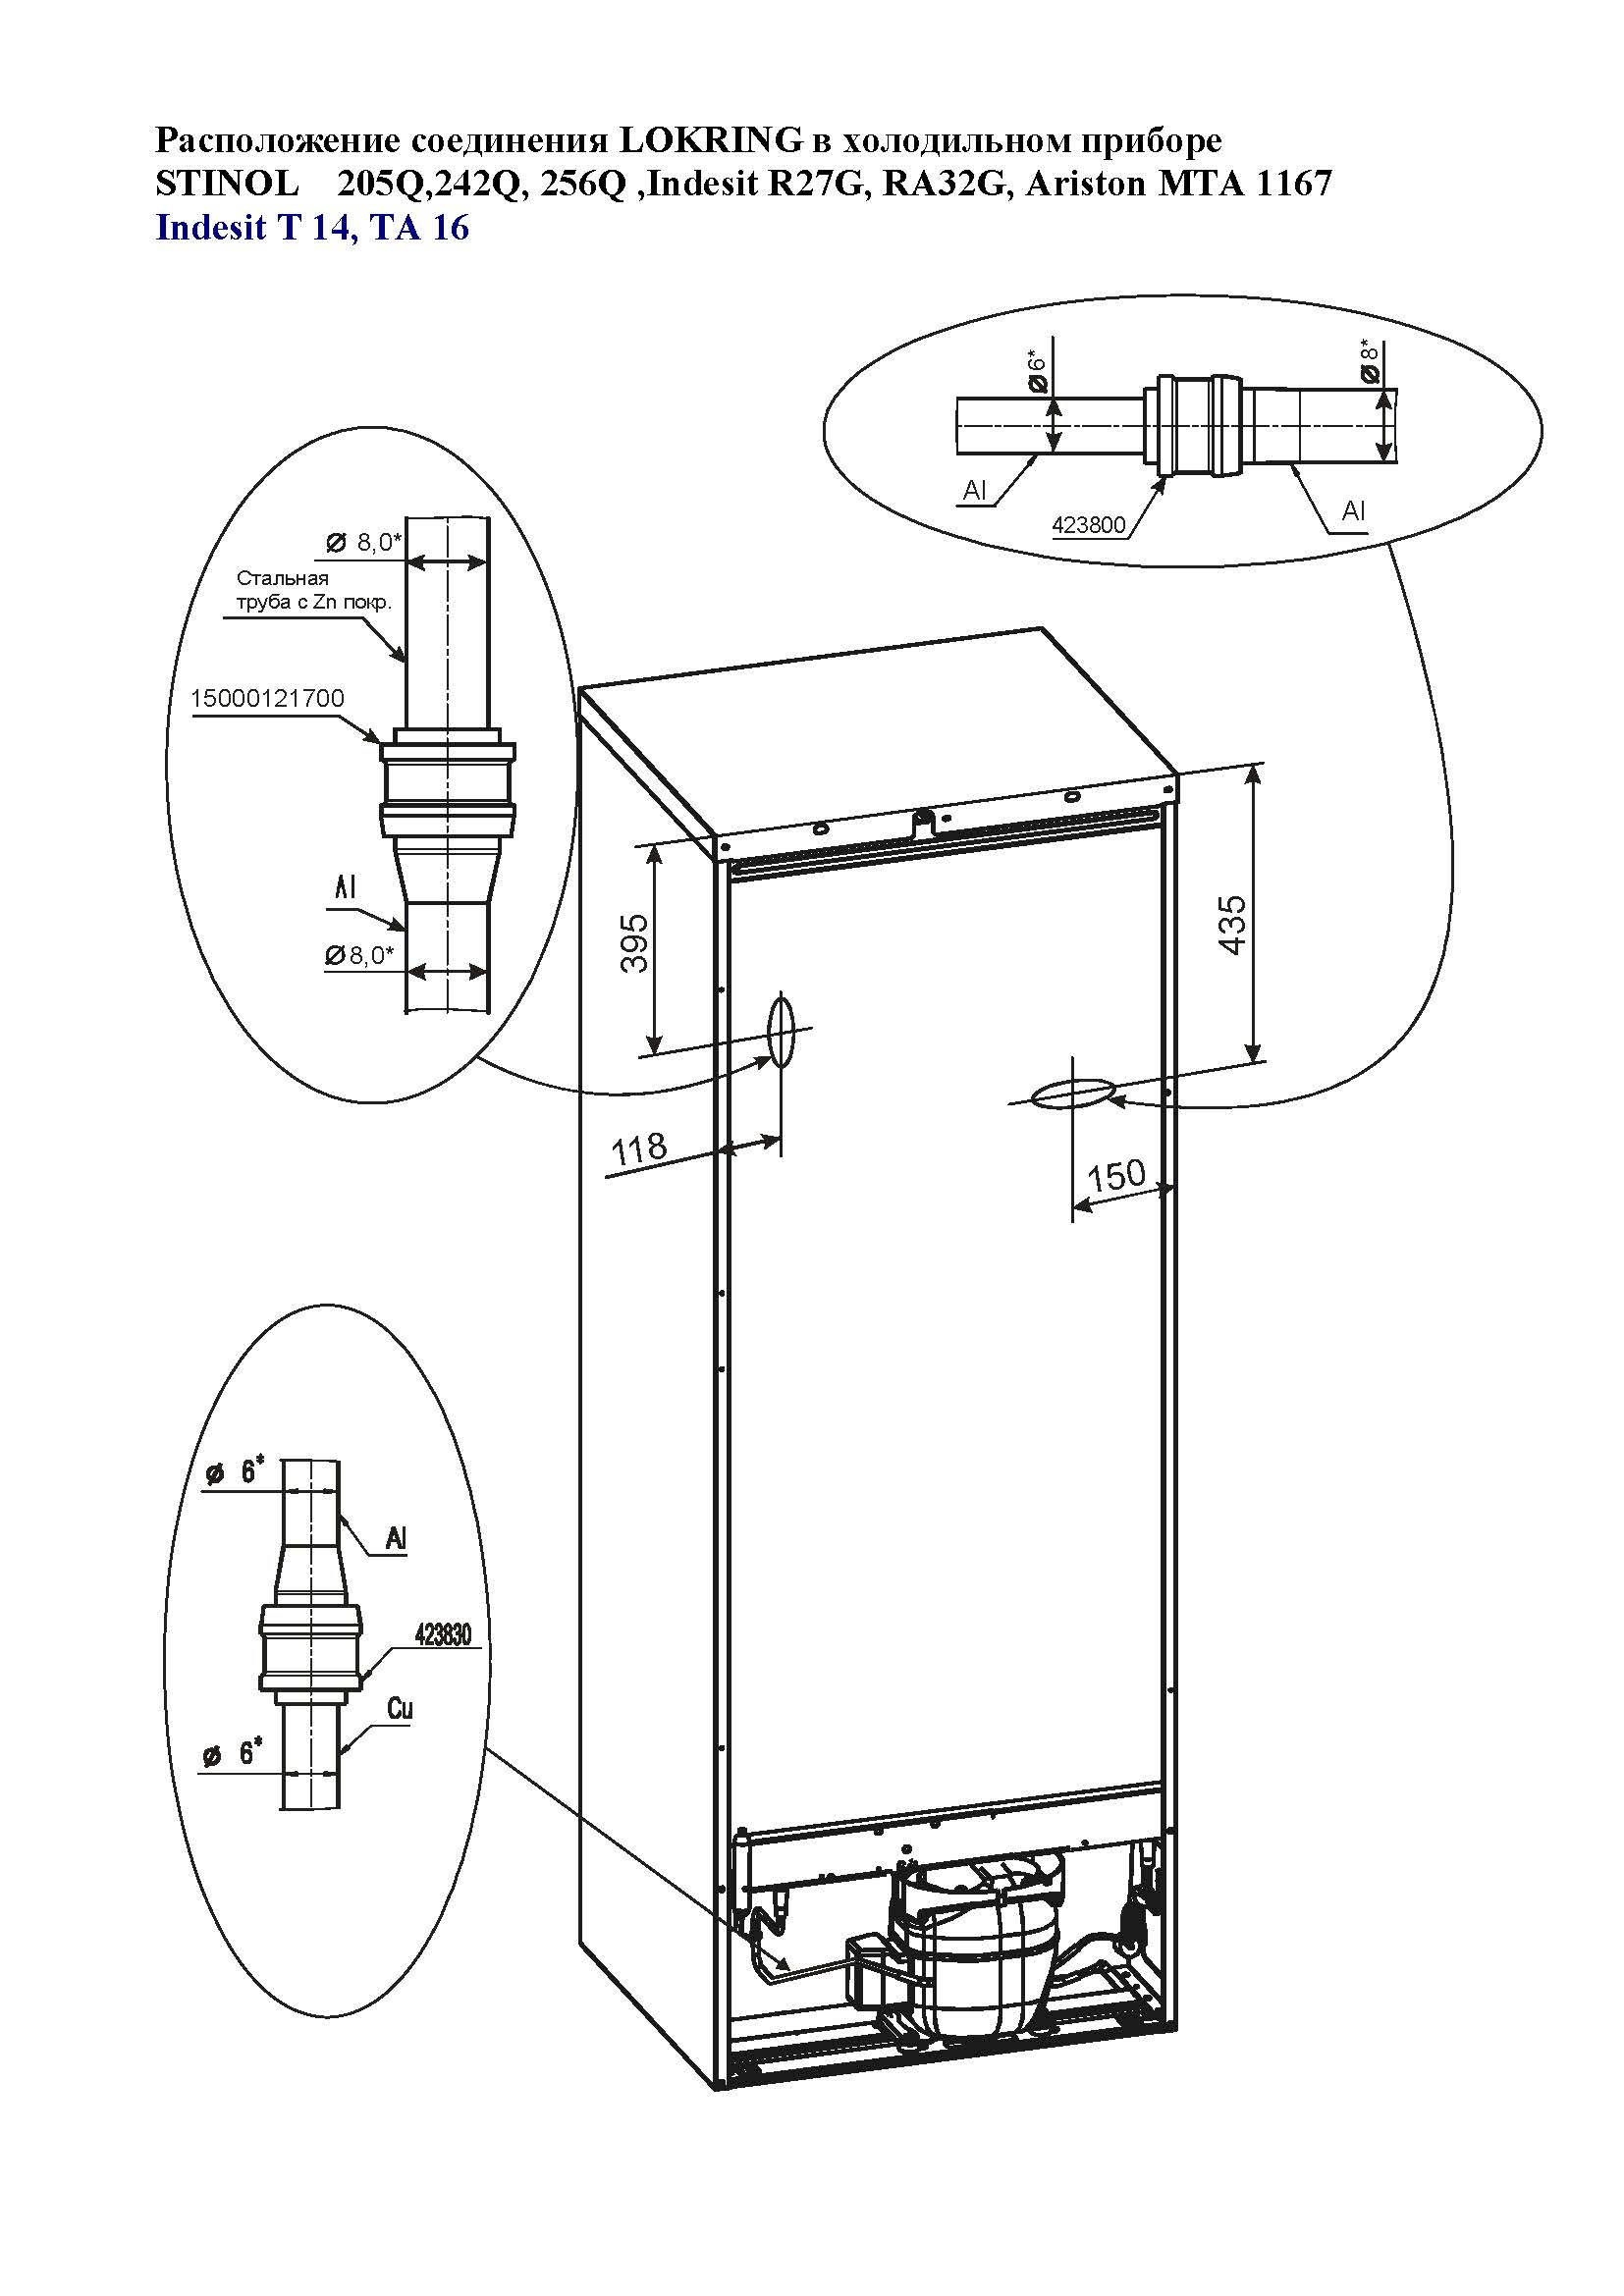 Расположение соединения LOKRING в холодильном приборе
STINOL 205Q,242Q, 256Q ,Indesit R27G, RA32G, Ariston MTA 1167
Indesit T 14, TA 16
Ø6*
Ø8*
Al
423800
Al
Ø 8,0*
Стальная
труба с Zn покр.
15000121700
Al
Ø8,0*
395
435
118
150
Ø 6*
Al
423830
Cu
Ø 6*